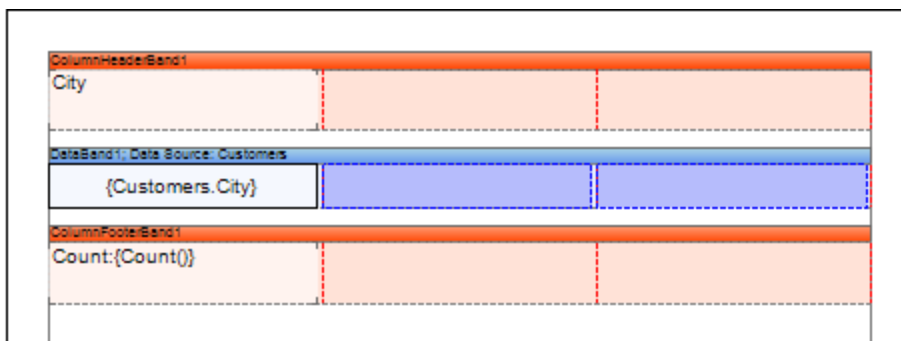 ColumnHeaderBand1
City
DataBand1; Data Source: Customers
{Customers.City}
ColumnFooterBand1
Count:{Count()}